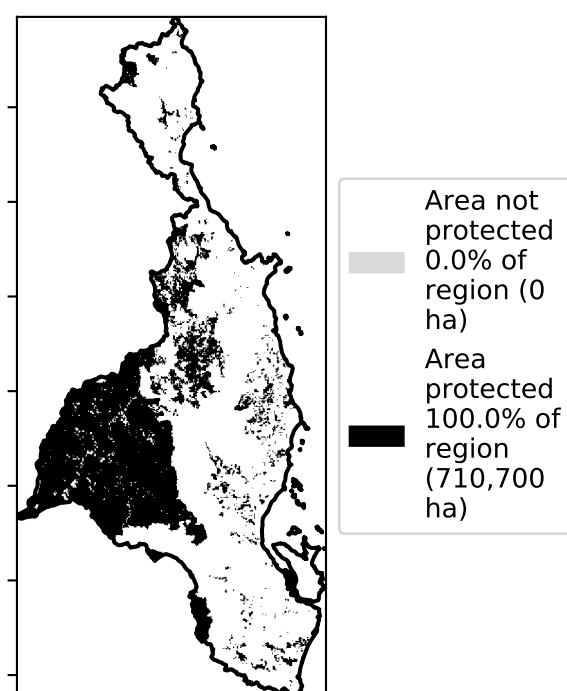 Area not
protected
0.0% of
region (0
ha)
Area
protected
100.0% of
region
(710,700
ha)